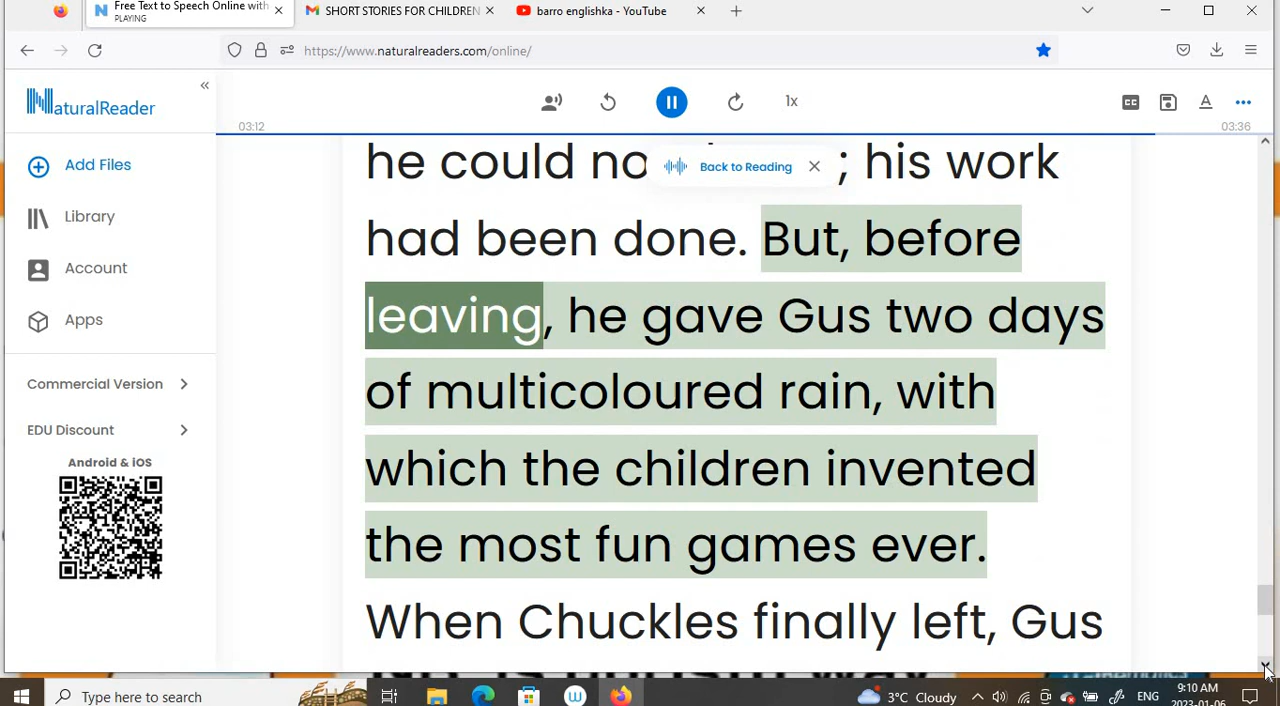 Free Text to Speech Online with
PLAYING
SHORT STORIES FOR CHILDREN
barro englishka - YouTube
https://www.naturalreaders.com/online/
NaturalReader
1x
03:12
03:36
Add Files
Library
Account
Apps
Commercial Version
EDU Discount
Android & iOS
he could no
; his work
Back to Reading
had been done. But, before
leaving, he gave Gus two days
of multicoloured rain, with
which the children invented
the most fun games ever.
When Chuckles finally left, Gus
Type here to search
3°C Cloudy
ENG
9:10 AM
2023-01-06